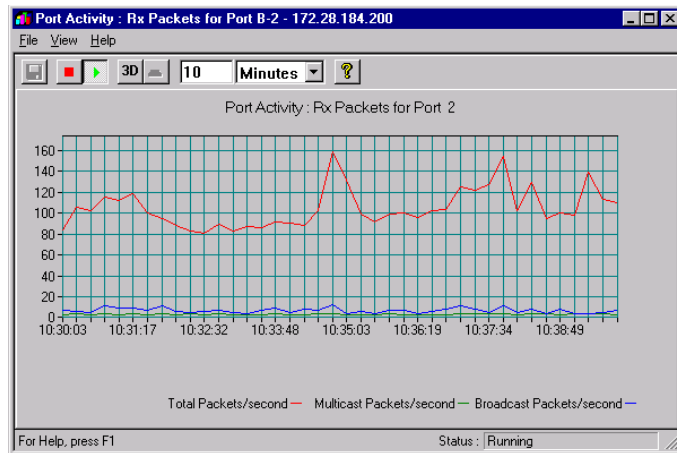 Port Activity : Rx Packets for Port B-2 - 172.28.184.200
File View Help
3D 10 Minutes ?
Port Activity : Rx Packets for Port 2
160
140
120
100
80
60
40
20
0
10:30:03 10:31:17 10:32:32 10:33:48 10:35:03 10:36:19 10:37:34 10:38:49
Total Packets/second Multicast Packets/second Broadcast Packets/second
For Help, press F1 Status : Running